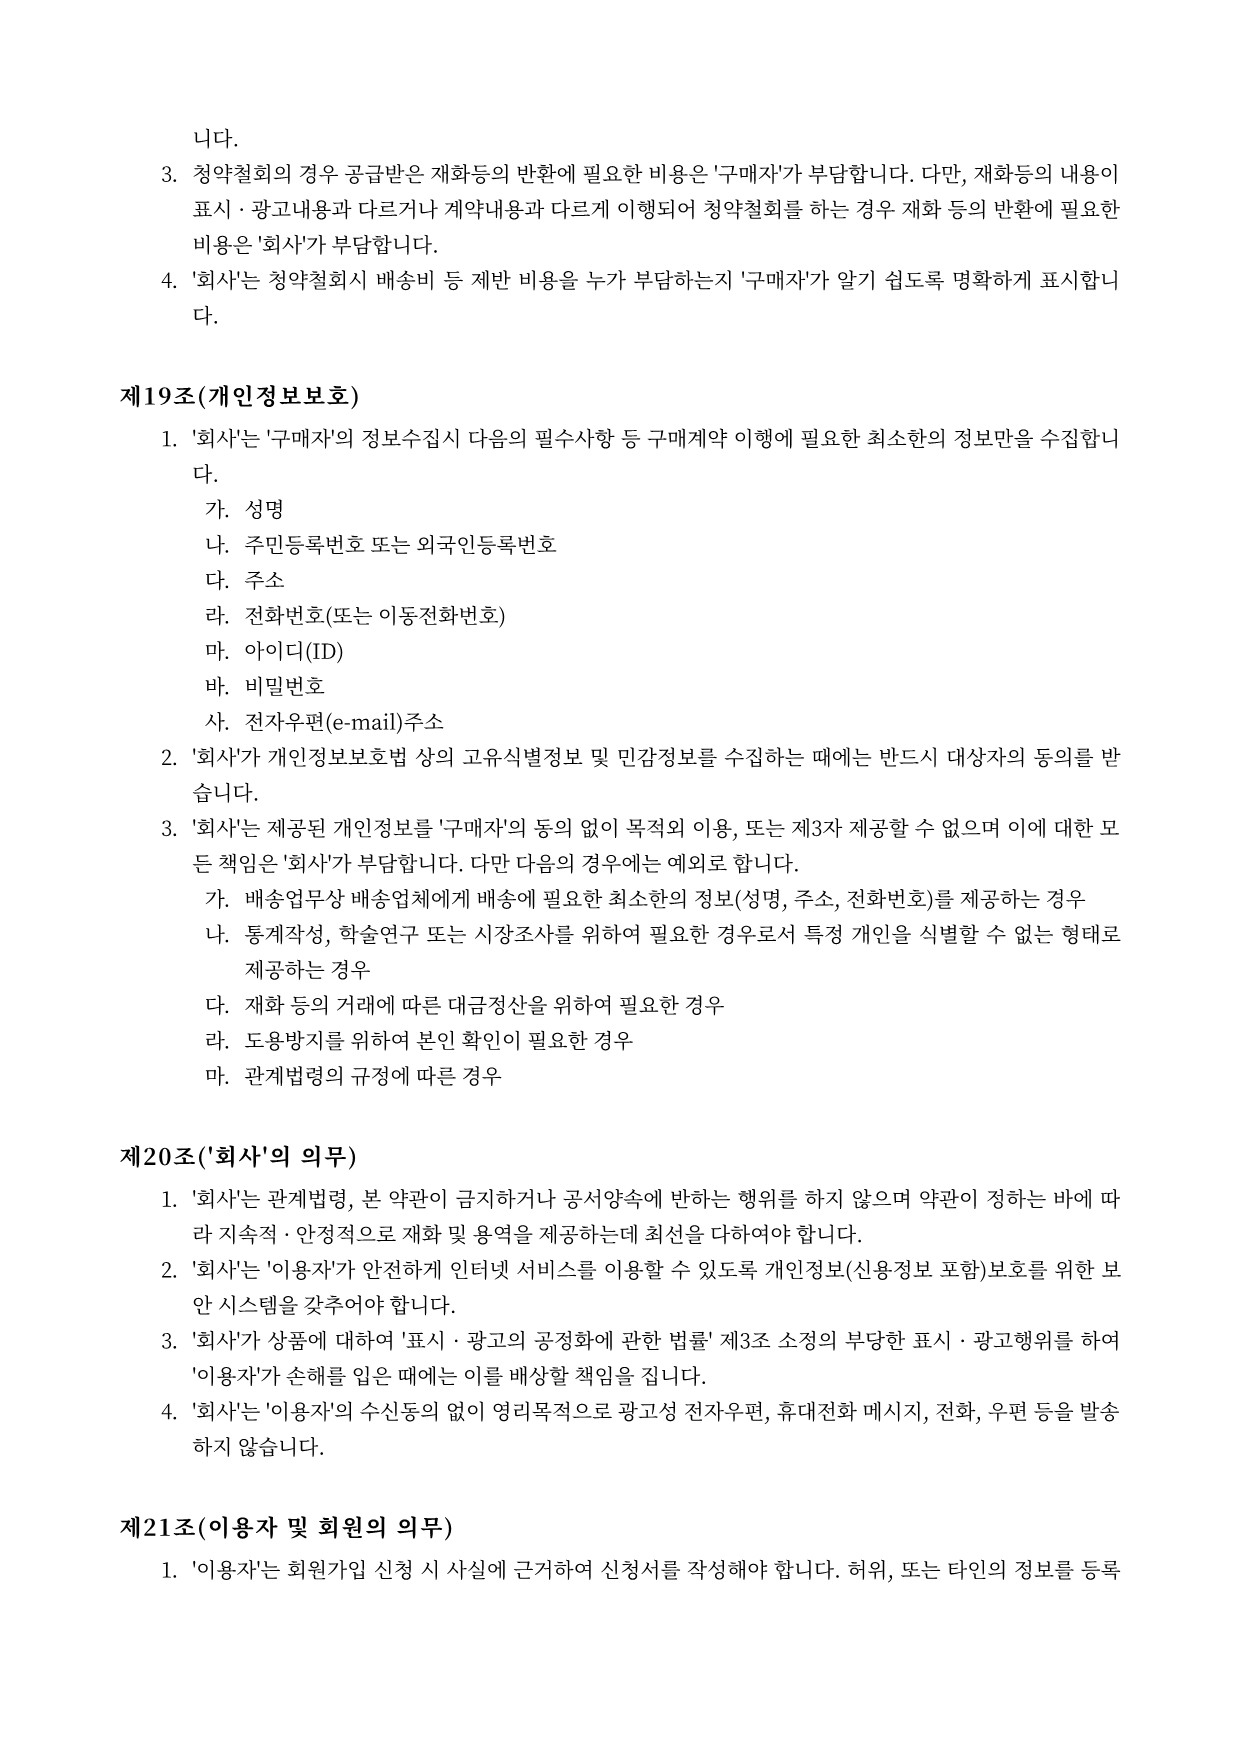 니다.
3. 청약철회의 경우 공급받은 재화등의 반환에 필요한 비용은 '구매자'가 부담합니다. 다만, 재화등의 내용이
표시 · 광고내용과 다르거나 계약내용과 다르게 이행되어 청약철회를 하는 경우 재화 등의 반환에 필요한
비용은 '회사'가 부담합니다.
4. '회사'는 청약철회시 배송비 등 제반 비용을 누가 부담하는지 '구매자'가 알기 쉽도록 명확하게 표시합니
다.
제19조(개인정보보호)
1. '회사'는 '구매자'의 정보수집시 다음의 필수사항 등 구매계약 이행에 필요한 최소한의 정보만을 수집합니
다.
가. 성명
나. 주민등록번호 또는 외국인등록번호
다. 주소
라. 전화번호(또는 이동전화번호)
마. 아이디(ID)
바. 비밀번호
사. 전자우편(e-mail)주소
2. '회사'가 개인정보보호법 상의 고유식별정보 및 민감정보를 수집하는 때에는 반드시 대상자의 동의를 받
습니다.
3. '회사'는 제공된 개인정보를 '구매자'의 동의 없이 목적외 이용, 또는 제3자 제공할 수 없으며 이에 대한 모
든 책임은 '회사'가 부담합니다. 다만 다음의 경우에는 예외로 합니다.
가. 배송업무상 배송업체에게 배송에 필요한 최소한의 정보(성명, 주소, 전화번호)를 제공하는 경우
나. 통계작성, 학술연구 또는 시장조사를 위하여 필요한 경우로서 특정 개인을 식별할 수 없는 형태로
제공하는 경우
다. 재화 등의 거래에 따른 대금정산을 위하여 필요한 경우
라. 도용방지를 위하여 본인 확인이 필요한 경우
마. 관계법령의 규정에 따른 경우
제20조('회사'의 의무)
1. '회사'는 관계법령, 본 약관이 금지하거나 공서양속에 반하는 행위를 하지 않으며 약관이 정하는 바에 따
라 지속적 · 안정적으로 재화 및 용역을 제공하는데 최선을 다하여야 합니다.
2. '회사'는 '이용자'가 안전하게 인터넷 서비스를 이용할 수 있도록 개인정보(신용정보 포함)보호를 위한 보
안 시스템을 갖추어야 합니다.
3. '회사'가 상품에 대하여 '표시 · 광고의 공정화에 관한 법률' 제3조 소정의 부당한 표시 · 광고행위를 하여
'이용자'가 손해를 입은 때에는 이를 배상할 책임을 집니다.
4. '회사'는 '이용자'의 수신동의 없이 영리목적으로 광고성 전자우편, 휴대전화 메시지, 전화, 우편 등을 발송
하지 않습니다.
제21조(이용자 및 회원의 의무)
1. '이용자'는 회원가입 신청 시 사실에 근거하여 신청서를 작성해야 합니다. 허위, 또는 타인의 정보를 등록